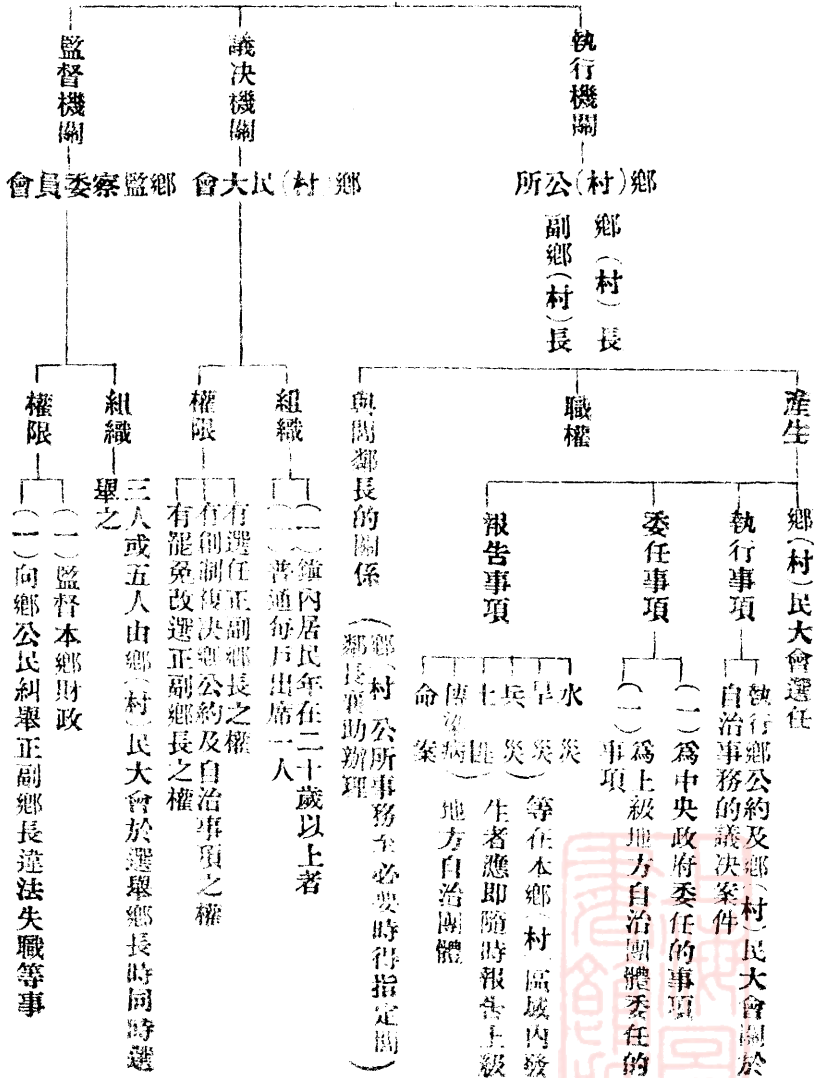 執行機關
鄉(村)公所
鄉(村)長
副鄉(村)長
產生
鄉(村)民大會選任
職權
執行事項
執行鄉公約及鄉(村)民大會關於
自治事務的議决案件
委任事項
(一)爲中央政府委任的事項
(一)爲上級地方自治團體委任的
事項
報告事項
水災
旱災
兵災
土匪
傳染病
命案
等在本鄉(村)區域內發
生者應即隨時報告上級
地方自治團體
與閭鄰長的關係
(鄉(村)公所事務至必要時得指定閭
鄰長襄助辦理)
議决機關
鄉(村)民大會
組織
(一)鎮內居民年在二十歲以上者
(一)普通每戶出席一人
權限
有選任正副鄉長之權
有創制復决鄉公約及自治事項之權
有罷免改選正副鄉長之權
監督機關
鄉監察委員會
組織
三人或五人由鄉(村)民大會於選舉鄉長時同時選
舉之
權限
(一)監督本鄉財政
(一)向鄉公民糾舉正副鄉長違法失職等事